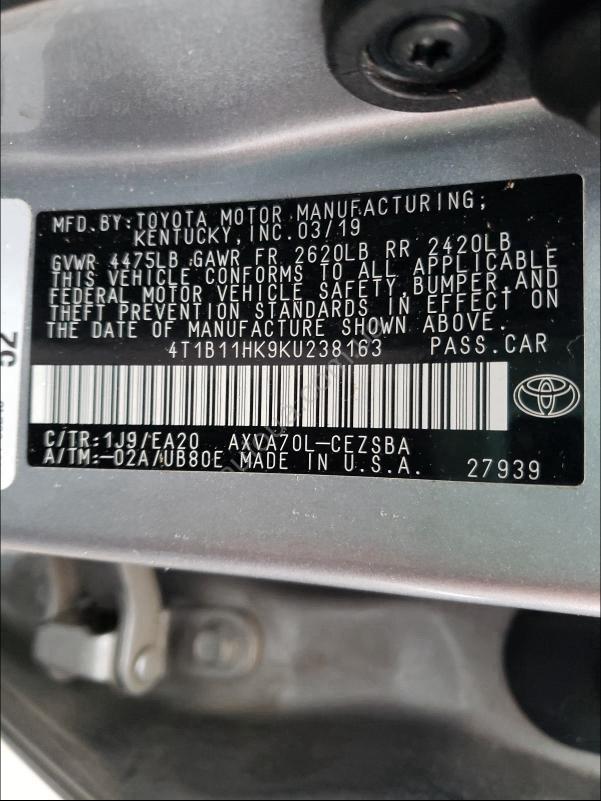 MFD.BY:TOYOTA MOTOR MANUFACTURING;
KENTUCKY, INC.03/19
GVWR 4475LB GAWR FR 2620LB RR 2420LB
THIS VEHICLE CONFORMS TO ALL APPLICABLE
FEDERAL MOTOR VEHICLE SAFETY,BUMPER,AND
THEFT PREVENTION STANDARDS IN EFFECT ON
THE DATE OF MANUFACTURE SHOWN ABOVE.
4T1B11HK9KU238163 PASS.CAR
C/TR:1J9/EA20 AXVA70L-CEZSBA
A/TM:-02A/UB80E MADE IN U.S.A. 27939
52